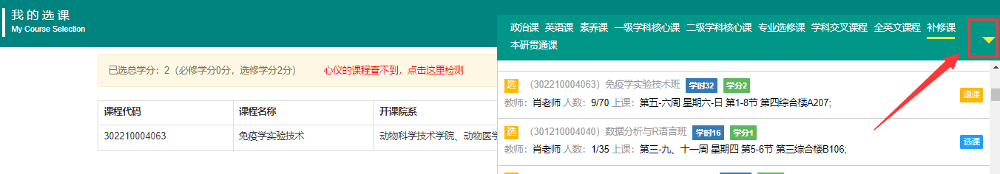 我的选课
My Course Selection
已选总学分：2（必修学分0分，选修学分2分） 心仪的课程查不到，点击这里检测
课程代码 课程名称 开课院系
302210004063 免疫学实验技术 动物科学技术学院、动物医学
政治课 英语课 素养课 一级学科核心课 二级学科核心课 专业选修课 学科交叉课程 全英文课程 补修课
本研贯通课
选 （302210004063）免疫学实验技术班 学时32 学分2
退课
教师：肖老师 人数：9/70 上课：第五-六周 星期六-日 第1-8节 第四综合楼A207;
选 （301210004040）数据分析与R语言班 学时16 学分1
选课
教师：肖老师 人数：1/35 上课：第三-九、十一周 星期四 第5-6节 第三综合楼B106;